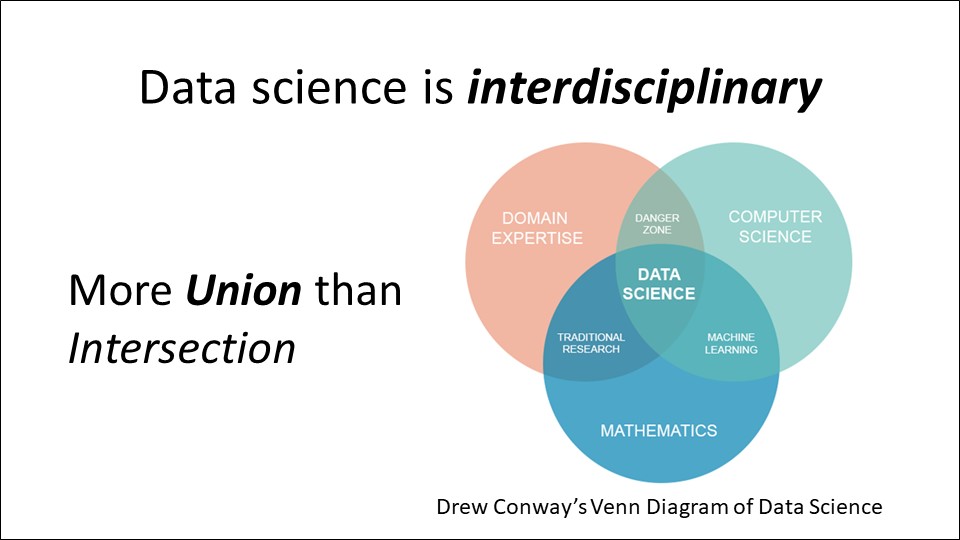 Data science is interdisciplinary
More Union than
Intersection
DOMAIN
EXPERTISE
DANGER
ZONE
COMPUTER
SCIENCE
DATA
SCIENCE
TRADITIONAL
RESEARCH
MACHINE
LEARNING
MATHEMATICS
Drew Conway’s Venn Diagram of Data Science